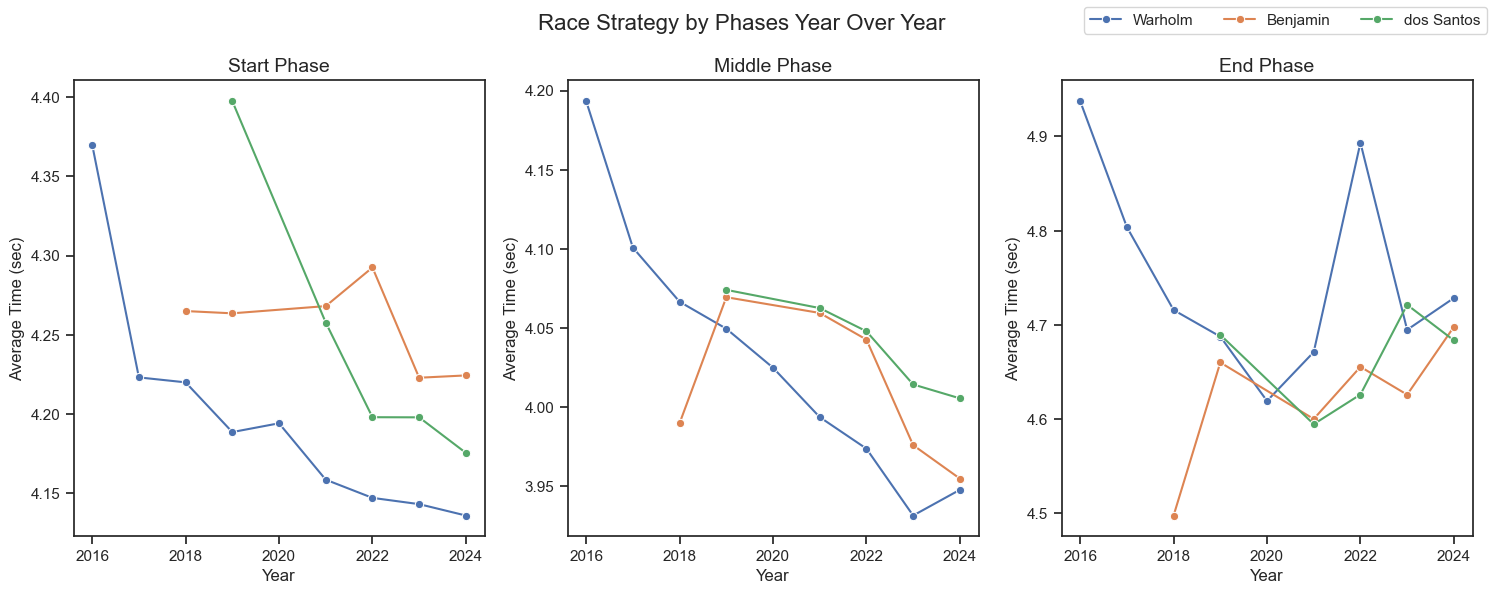 Race Strategy by Phases Year Over Year
Warholm Benjamin dos Santos
Start Phase
Average Time (sec)
4.40
4.35
4.30
4.25
4.20
4.15
2016 2018 2020 2022 2024
Year
Middle Phase
Average Time (sec)
4.20
4.15
4.10
4.05
4.00
3.95
2016 2018 2020 2022 2024
Year
End Phase
Average Time (sec)
4.9
4.8
4.7
4.6
4.5
2016 2018 2020 2022 2024
Year